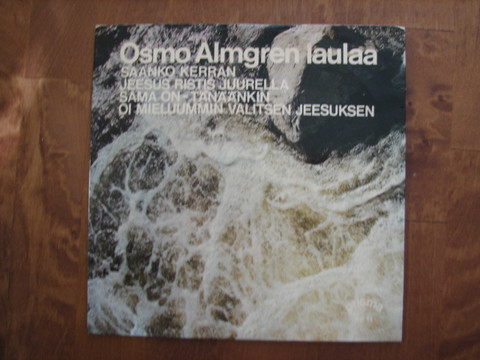 Osmo Almgren laulaa
SAANKO KERRAN
JEESUS RISTIS JUURELLA
SAMA ON TÄNÄÄNKIN
OI MIELUUMMIN VALITSEN JEESUKSEN